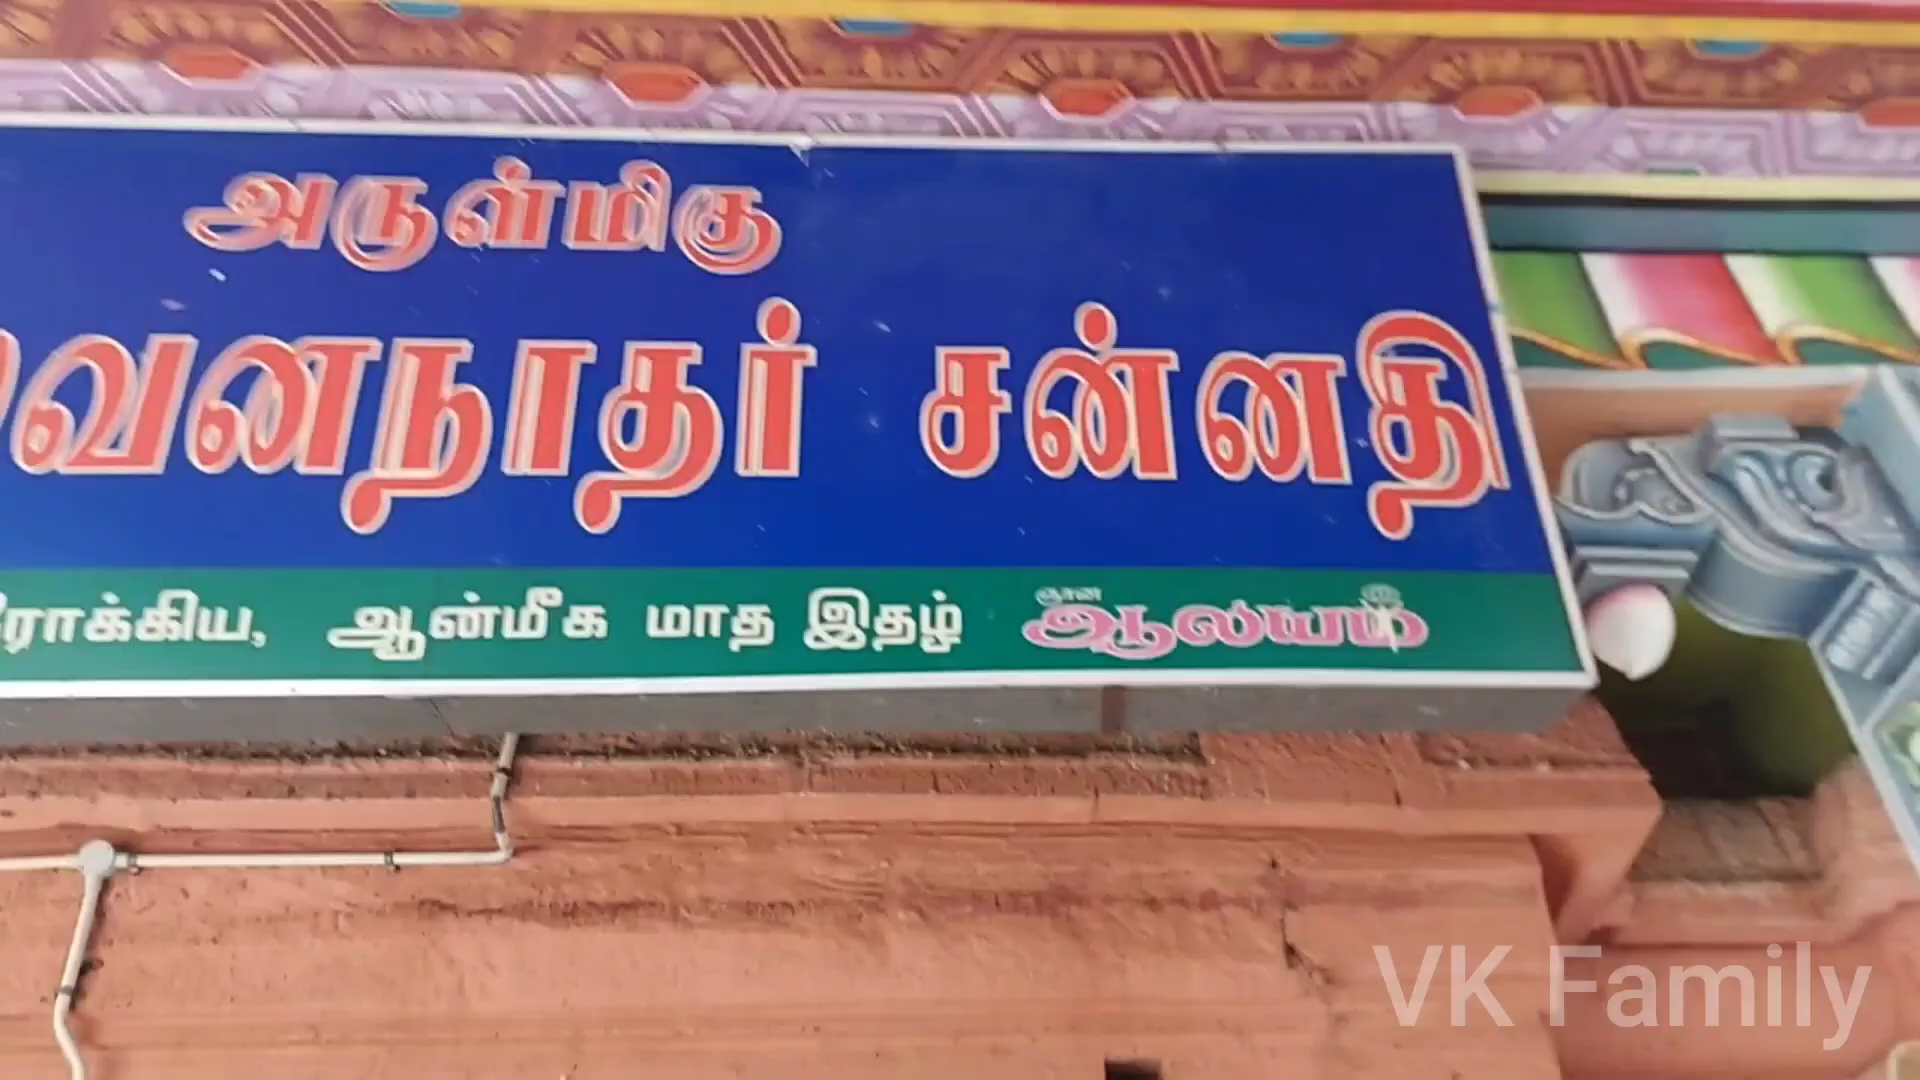 அருள்மிகு
வனநாதர் சன்னதி
ஆன்மீக மாத இதழ் ஞான ஆலயம்
VK Family